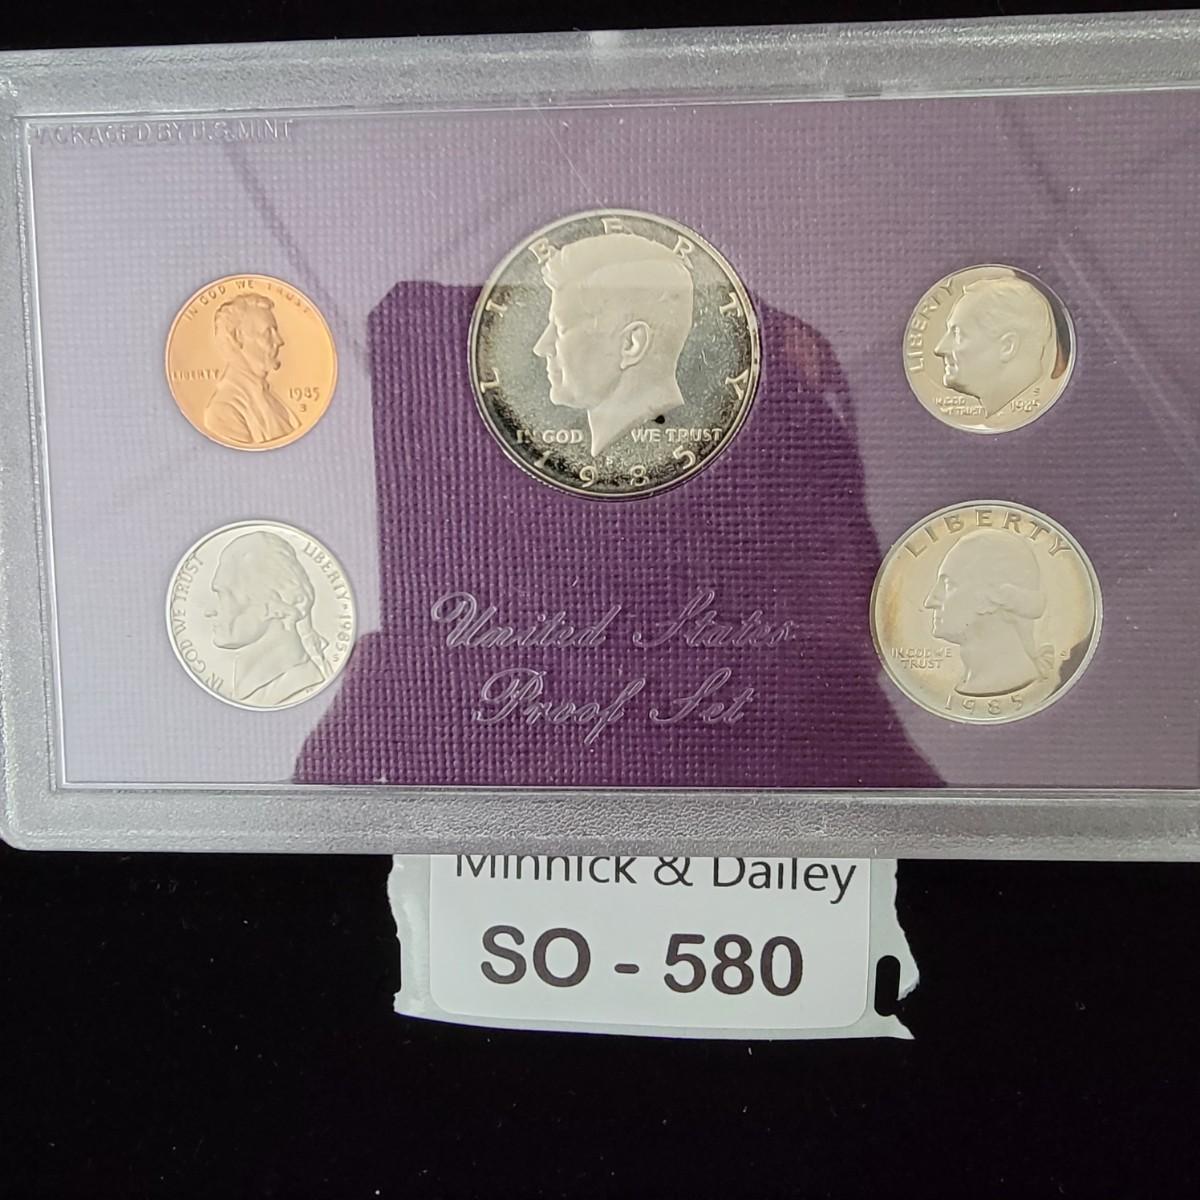 PACKAGED BY U.S. MINT
IN GOD WE TRUST
LIBERTY
1985
S
LIBERTY
IN GOD WE TRUST
1985
LIBERTY
IN GOD
WE TRUST
S
1985
IN GOD WE TRUST
LIBERTY 1985
S
United States
Proof Set
LIBERTY
IN GOD WE
TRUST
S
1985
Minnick & Dailey
SO - 580